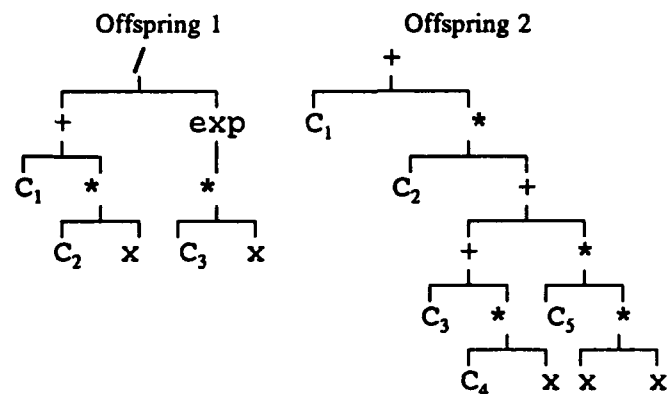 Offspring 1 Offspring 2
/ +
+ exp C₁ *
C₁ * * C₂ +
C₂ x C₃ x + *
C₃ * C₅ *
C₄ x x x